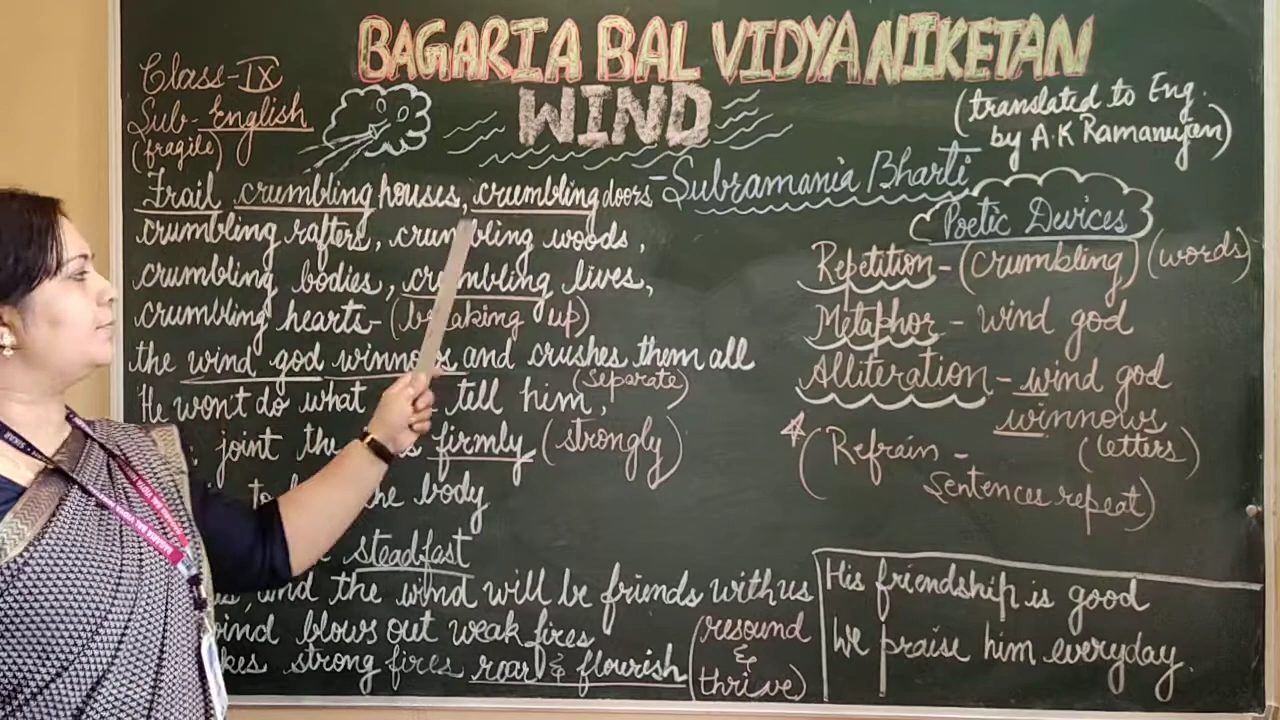 BAGARIA BAL VIDYA NIKETAN
Class-IX
Sub- English
WIND
(translated to Eng.
by A.K Ramanujan)
-Subramania Bharti
(fragile)
Frail crumbling houses, crumbling doors
crumbling rafters, crumbling woods,
crumbling bodies, crumbling lives,
crumbling hearts- (breaking up)
the wind god winnows and crushes them all
(separate)
He won't do what tell him,
joint the firmly (strongly)
to the body
steadfast
and the wind will be friends with us
wind blows out weak fires
strong fires roar & flourish
(resound
&
thrive)
Poetic Devices
Repetition - (crumbling) (words)
Metaphor - wind god
Alliteration - wind god
winnows
(letters)
(Refrain -
Sentences repeat)
His friendship is good
We praise him everyday.